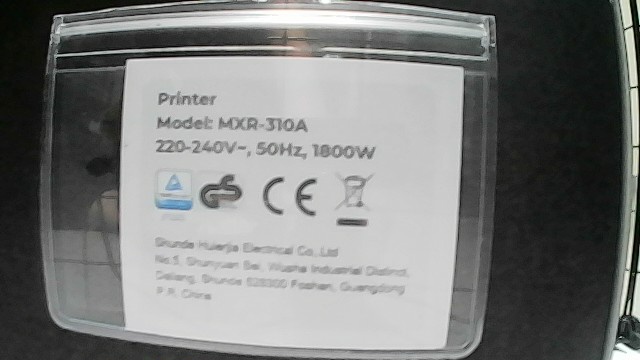 Printer
Model: MXR-310A
220-240V~, 50Hz, 1800W
CE
Shunde Huierjia Electrical Co., Ltd
No.5, Shunyuan Bei, Wusha Industrial District,
Daliang, Shunde 528300 Foshan, Guangdong
P.R. China